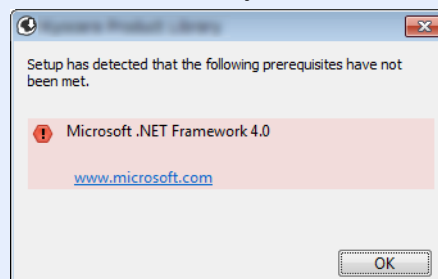 Setup has detected that the following prerequisites have not
been met.
Microsoft .NET Framework 4.0
www.microsoft.com
OK